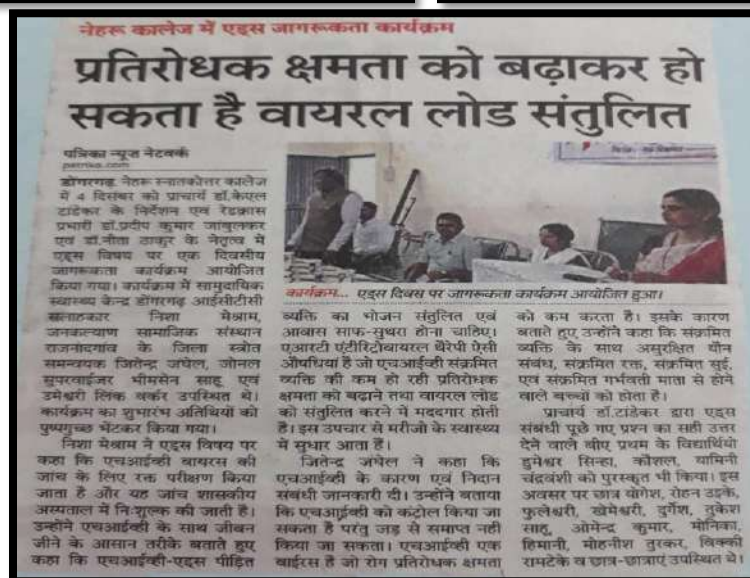 नेहरू कालेज में एड्स जागरूकता कार्यक्रम
प्रतिरोधक क्षमता को बढ़ाकर हो
सकता है वायरल लोड संतुलित
पत्रिका न्यूज नेटवर्क
patrika.com
डोंगरगढ़ नेहरू स्नातकोत्तर कालेज
में 4 दिसंबर को प्राचार्य डॉ.केएल
टांडेकर के निर्देशन एवं रेडक्रास
प्रभारी डॉ.प्रदीप कुमार जांबुलकर
एवं डॉ.नीता ठाकुर के नेतृत्व में
एड्स विषय पर एक दिवसीय
जागरूकता कार्यक्रम आयोजित
किया गया। कार्यक्रम में सामुदायिक
स्वास्थ्य केन्द्र डोंगरगढ़ आईसीटीसी
सलाहकार निशा मेश्राम,
जनकल्याण सामाजिक संस्थान
राजनांदगांव के जिला स्त्रोत
समन्वयक जितेन्द्र जंघेल, जोनल
सुपरवाईजर भीमसेन साहू एवं
उमेश्वरी लिंक वर्कर उपस्थित थे।
कार्यक्रम का शुभारंभ अतिथियों को
पुष्पगुच्छ भेंटकर किया गया।
निशा मेश्राम ने एड्स विषय पर
कहा कि एचआईव्ही वायरस की
जांच के लिए रक्त परीक्षण किया
जाता है और यह जांच शासकीय
अस्पताल में नि:शुल्क की जाती है।
उन्होंने एचआईव्ही के साथ जीवन
जीने के आसान तरीके बताते हुए
कहा कि एचआईव्ही-एड्स पीड़ित
कार्यक्रम... एड्स दिवस पर जागरूकता कार्यक्रम आयोजित हुआ।
व्यक्ति का भोजन संतुलित एवं
आवास साफ-सुथरा होना चाहिए।
एआरटी एंटीरिट्रोवायरल थैरेपी ऐसी
औषधियां है जो एचआईव्ही संक्रमित
व्यक्ति की कम हो रही प्रतिरोधक
क्षमता को बढ़ाने तथा वायरल लोड
को संतुलित करने में मददगार होती
है। इस उपचार से मरीजो के स्वास्थ्य
में सुधार आता है।
जितेन्द्र जंघेल ने कहा कि
एचआईव्ही के कारण एवं निदान
संबंधी जानकारी दी। उन्होंने बताया
कि एचआईव्ही को कंट्रोल किया जा
सकता है परंतु जड़ से समाप्त नही
किया जा सकता। एचआईव्ही एक
वाईरस है जो रोग प्रतिरोधक क्षमता
को कम करता है। इसके कारण
बताते हुए उन्होंने कहा कि संक्रमित
व्यक्ति के साथ असुरक्षित यौन
संबंध, संक्रमित रक्त, संक्रमित सुई,
एवं संक्रमित गर्भवती माता से होने
वाले बच्चों को होता है।
प्राचार्य डॉ.टांडेकर द्वारा एड्स
संबंधी पूछे गए प्रश्न का सही उत्तर
देने वाले बीए प्रथम के विद्यार्थियों
डुमेश्वर सिन्हा, कौशल, यामिनी
चंद्रवंशी को पुरस्कृत भी किया। इस
अवसर पर छात्र योगेश, रोहन उइके,
फुलेश्वरी, खेमेश्वरी, दुर्गेश, तुकेश
साहू, ओमेन्द्र कुमार, मोनिका,
हिमानी, मोहनीश तुरकर, विक्की
रामटेके व छात्र-छात्राएं उपस्थित थे।